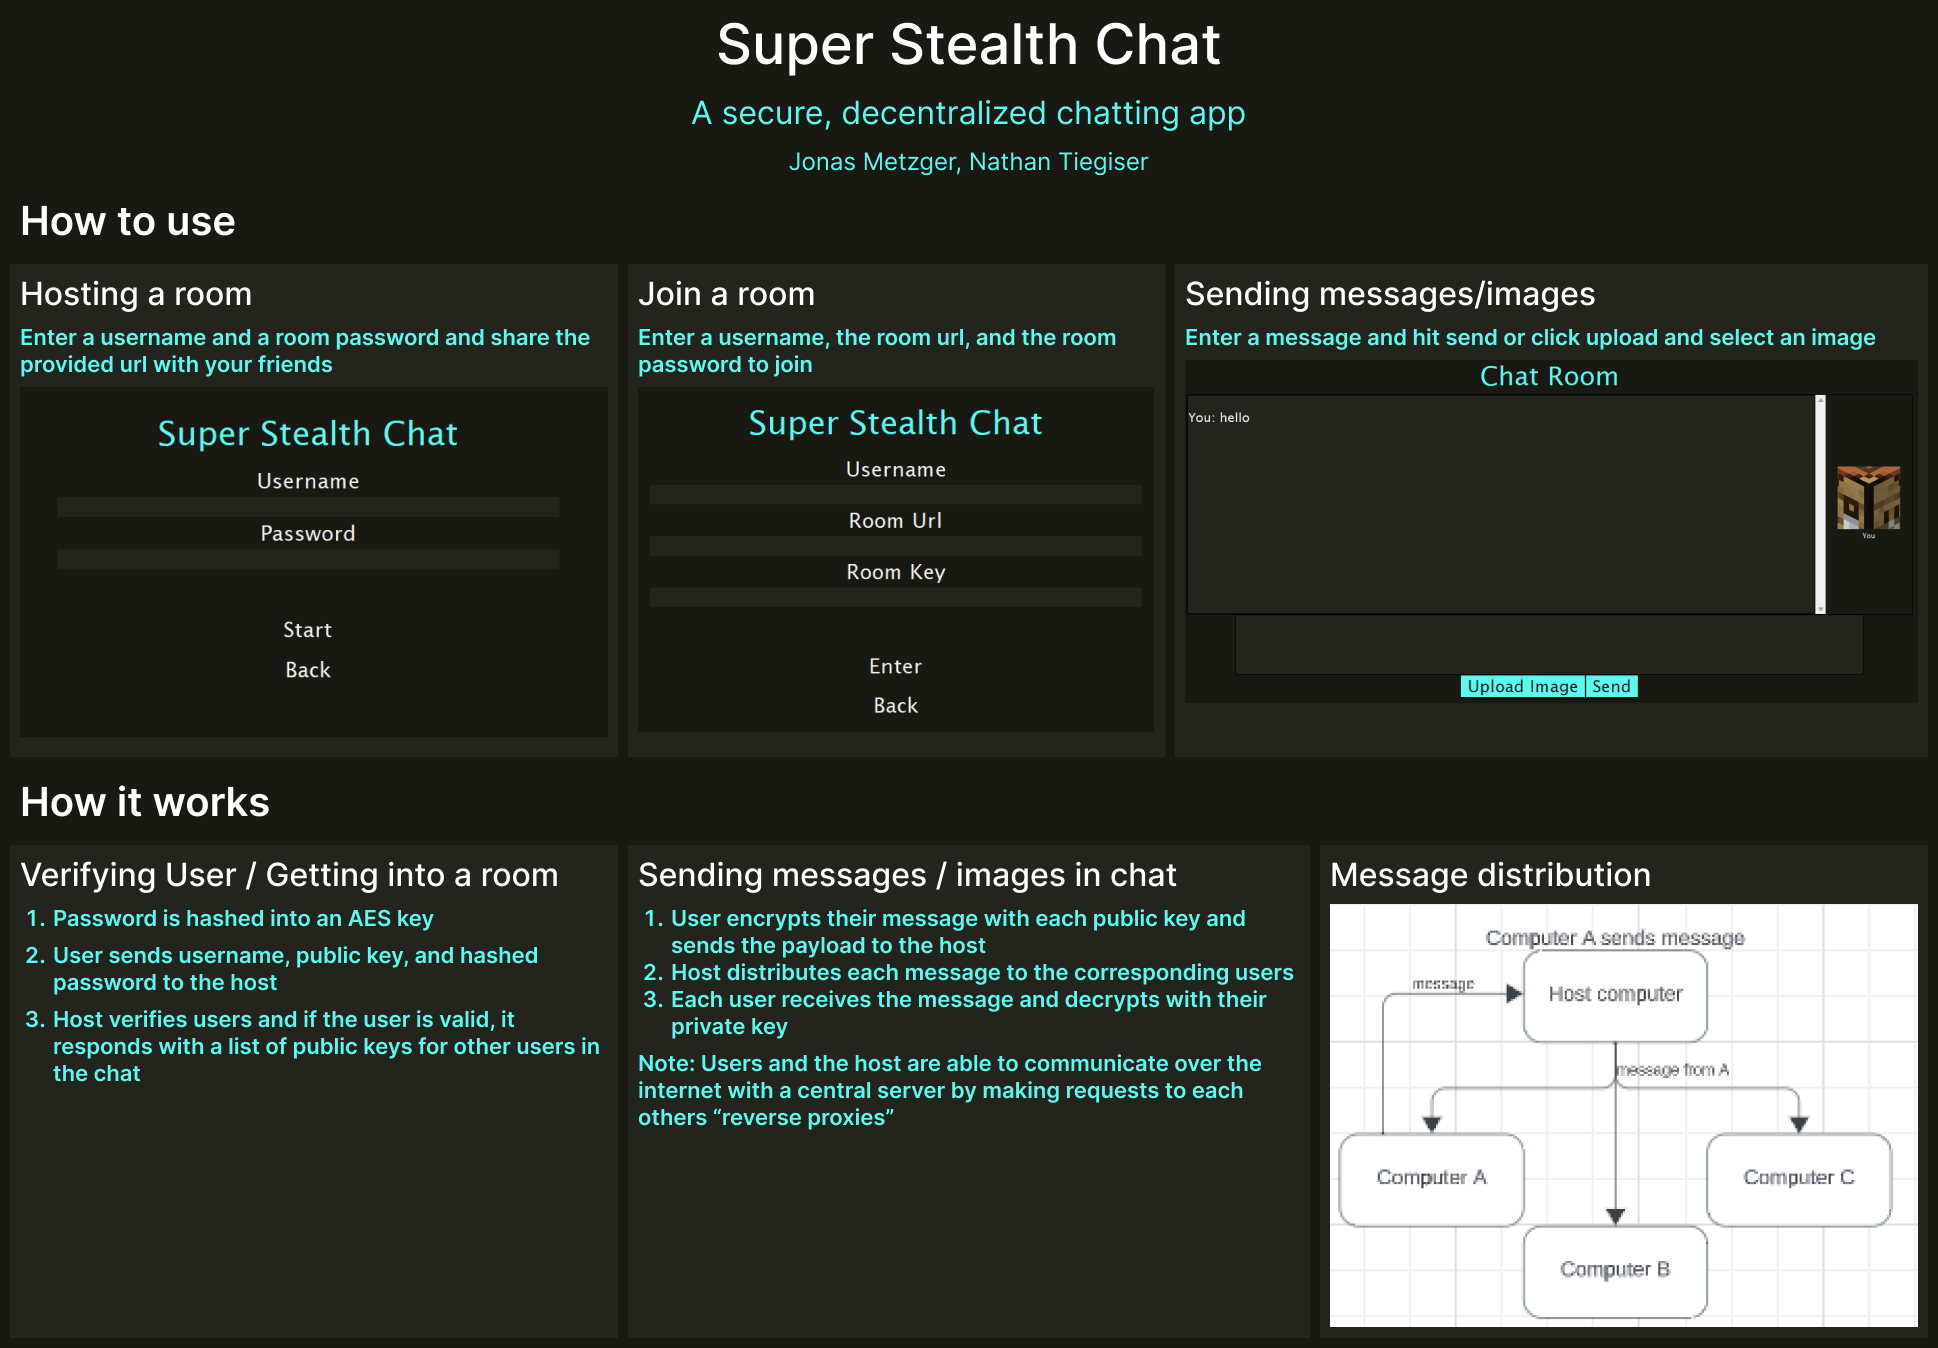 Super Stealth Chat
A secure, decentralized chatting app
Jonas Metzger, Nathan Tiegiser
How to use
Hosting a room
Enter a username and a room password and share the
provided url with your friends
Super Stealth Chat
Username
Password
Start
Back
Join a room
Enter a username, the room url, and the room
password to join
Super Stealth Chat
Username
Room Url
Room Key
Enter
Back
Sending messages/images
Enter a message and hit send or click upload and select an image
Chat Room
You: hello
You
Upload Image
Send
How it works
Verifying User / Getting into a room
1. Password is hashed into an AES key
2. User sends username, public key, and hashed
password to the host
3. Host verifies users and if the user is valid, it
responds with a list of public keys for other users in
the chat
Sending messages / images in chat
1. User encrypts their message with each public key and
sends the payload to the host
2. Host distributes each message to the corresponding users
3. Each user receives the message and decrypts with their
private key
Note: Users and the host are able to communicate over the
internet with a central server by making requests to each
others “reverse proxies”
Message distribution
Computer A sends message
message
Host computer
message from A
Computer A
Computer C
Computer B